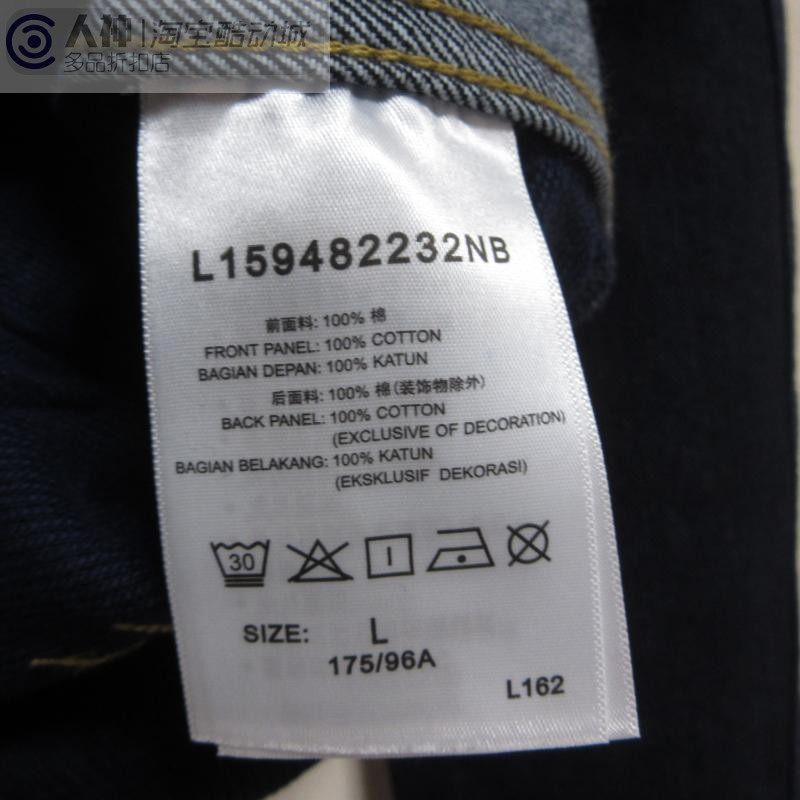 人神|淘宝酷动城
多品折扣店
L159482232NB
前面料: 100% 棉
FRONT PANEL: 100% COTTON
BAGIAN DEPAN: 100% KATUN
后面料: 100% 棉(装饰物除外)
BACK PANEL: 100% COTTON
(EXCLUSIVE OF DECORATION)
BAGIAN BELAKANG: 100% KATUN
(EKSKLUSIF DEKORASI)
30
SIZE: L
175/96A
L162